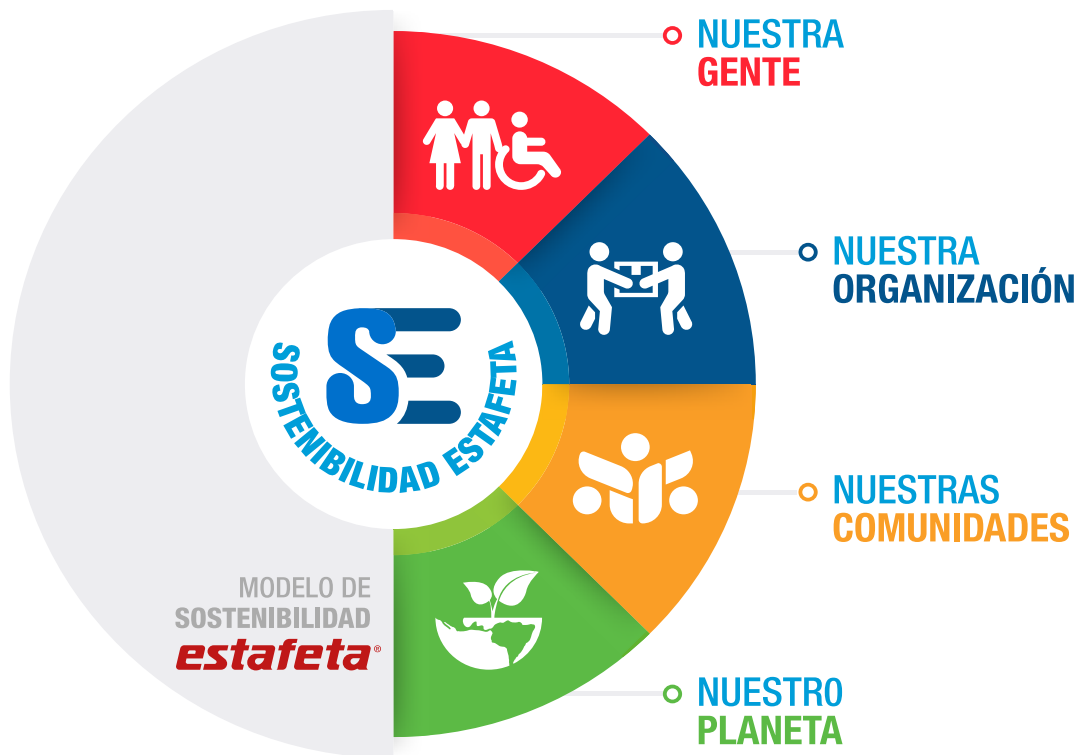 NUESTRA
GENTE
NUESTRA
ORGANIZACIÓN
SE
SOSTENIBILIDAD ESTAFETA
NUESTRAS
COMUNIDADES
MODELO DE
SOSTENIBILIDAD
estafeta®
NUESTRO
PLANETA